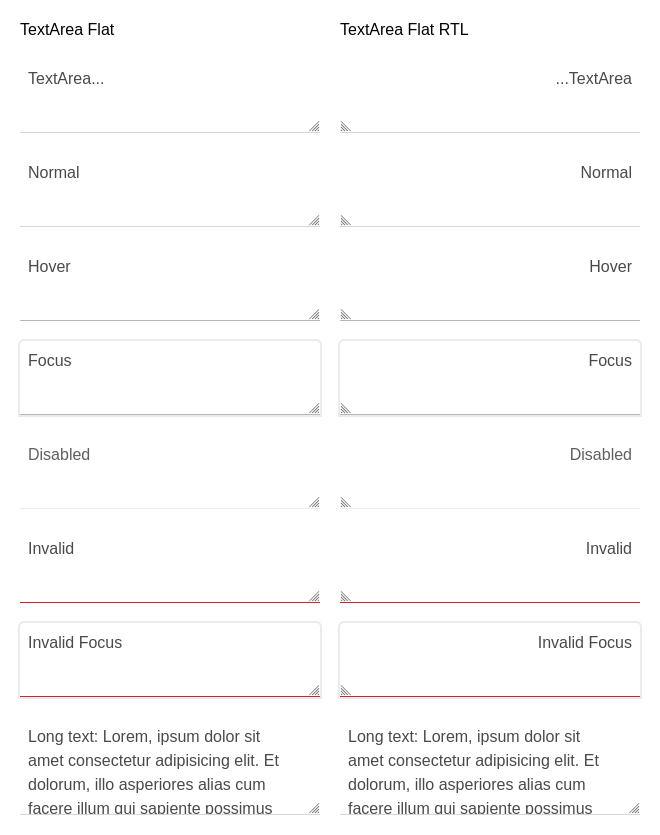 TextArea Flat
TextArea Flat RTL
TextArea...
...TextArea
Normal
Normal
Hover
Hover
Focus
Focus
Disabled
Disabled
Invalid
Invalid
Invalid Focus
Invalid Focus
Long text: Lorem, ipsum dolor sit
amet consectetur adipisicing elit. Et
dolorum, illo asperiores alias cum
facere illum qui sapiente possimus
Long text: Lorem, ipsum dolor sit
amet consectetur adipisicing elit. Et
dolorum, illo asperiores alias cum
facere illum qui sapiente possimus